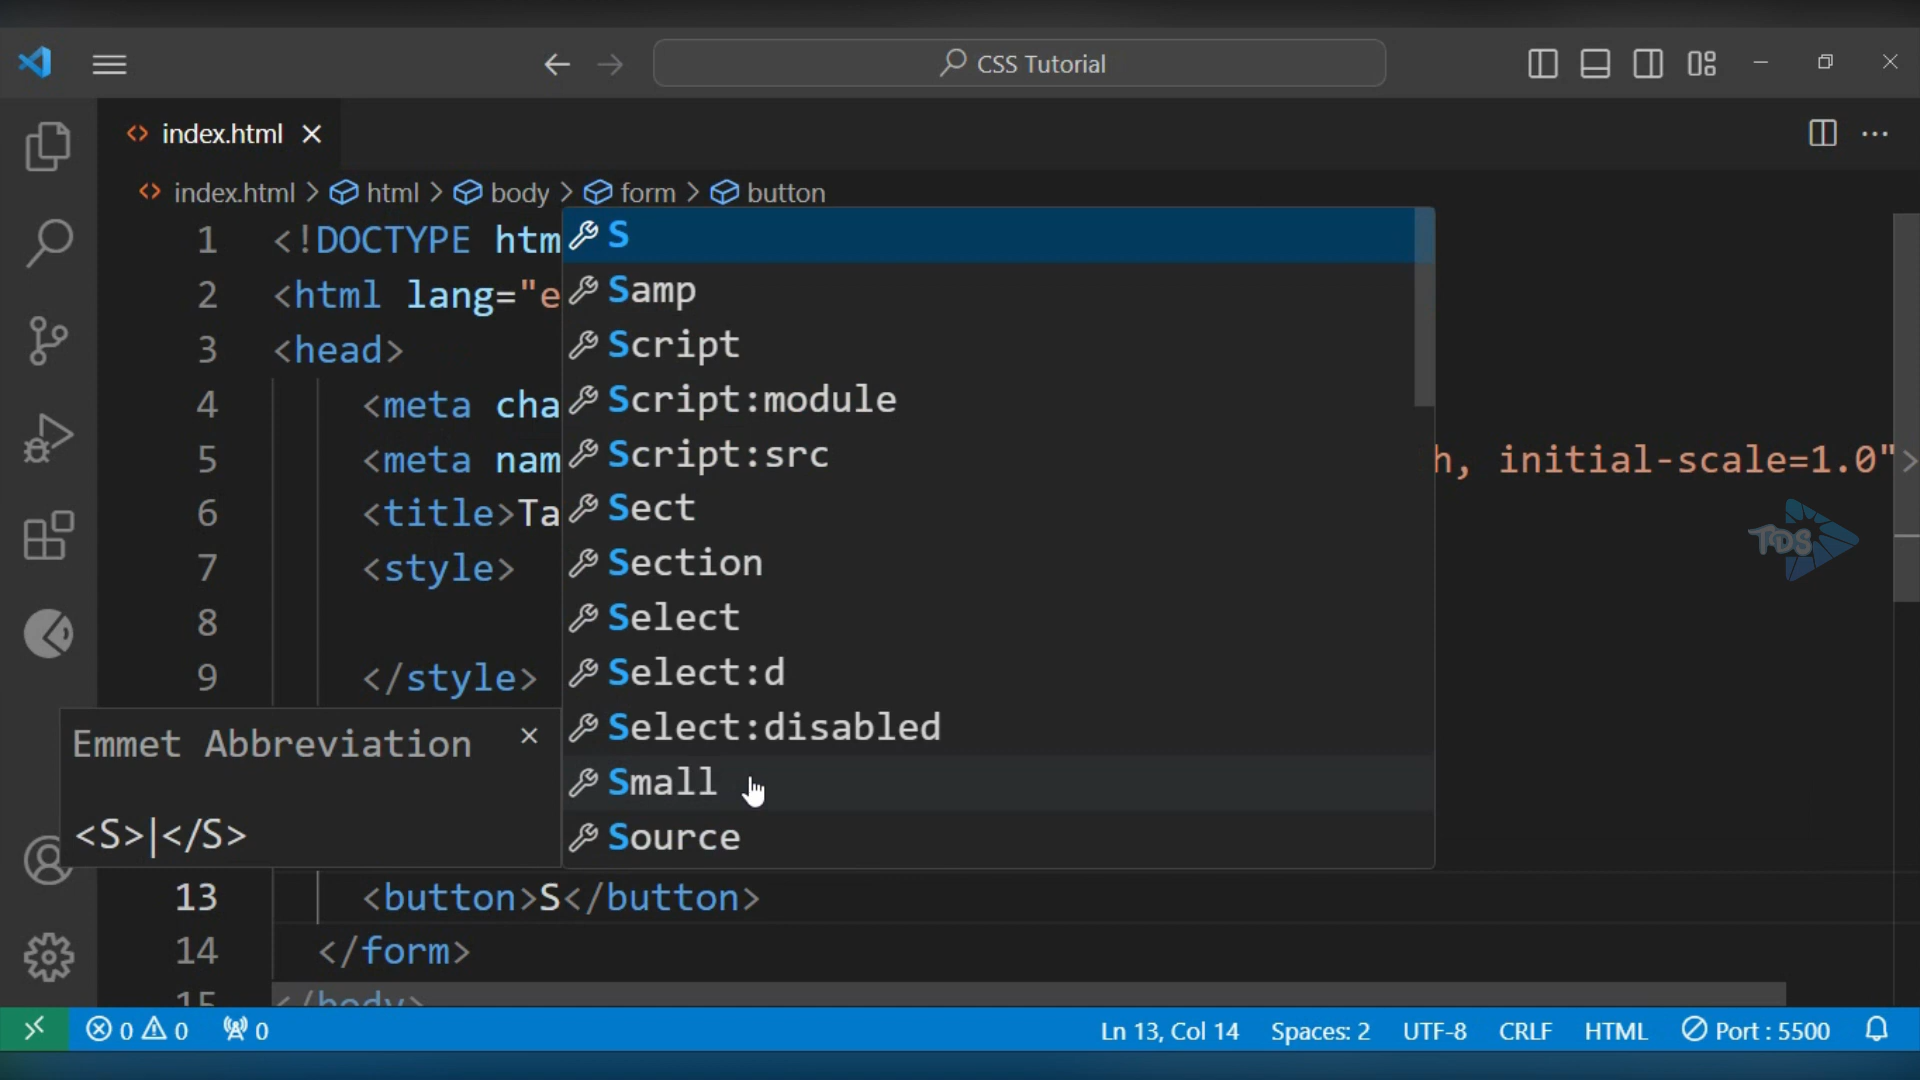 CSS Tutorial
index.html
index.html > html > body > form > button
1 <!DOCTYPE htm
2 <html lang="e
3 <head>
4 <meta cha
5 <meta nam h, initial-scale=1.0">
6 <title>Ta
7 <style>
8
9 </style>
S
Samp
Script
Script:module
Script:src
Sect
Section
Select
Select:d
Select:disabled
Small
Source
Emmet Abbreviation
<S>|</S>
TDS
13 <button>S</button>
14 </form>
15 </body>
0 0 0 Ln 13, Col 14 Spaces: 2 UTF-8 CRLF HTML Port : 5500